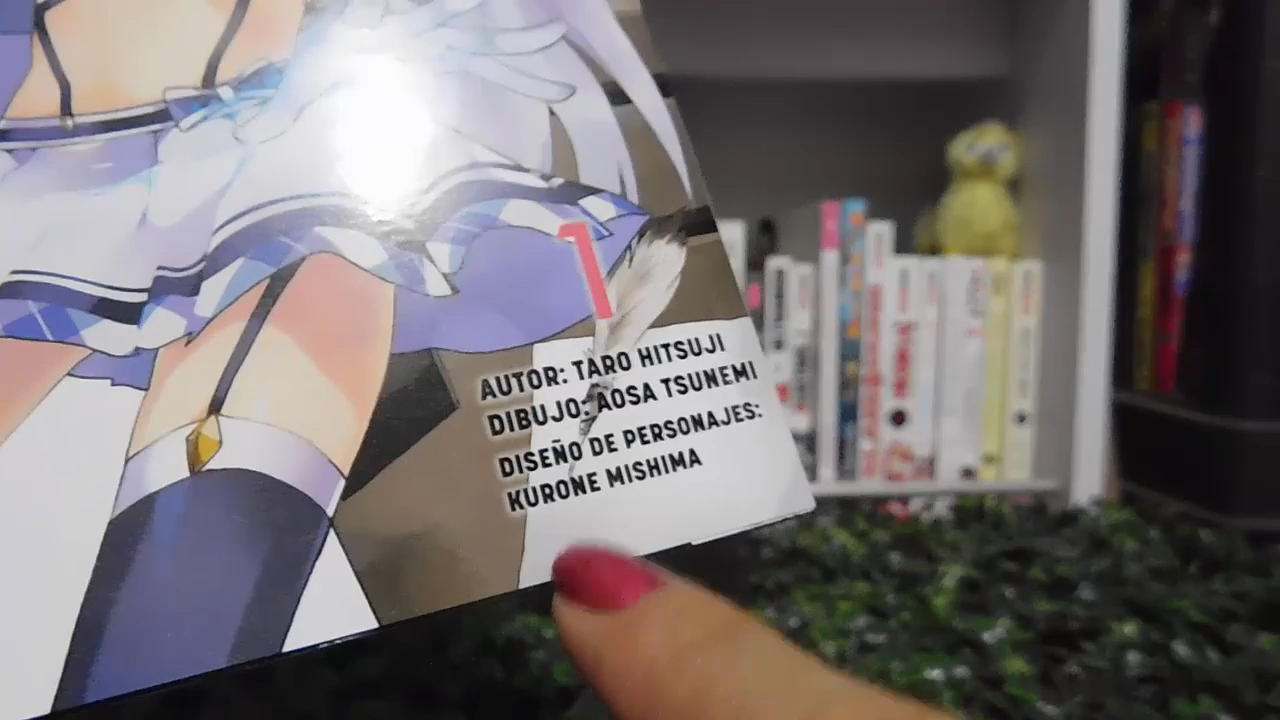 1
AUTOR: TARO HITSUJI
DIBUJO: AOSA TSUNEMI
DISEÑO DE PERSONAJES:
KURONE MISHIMA